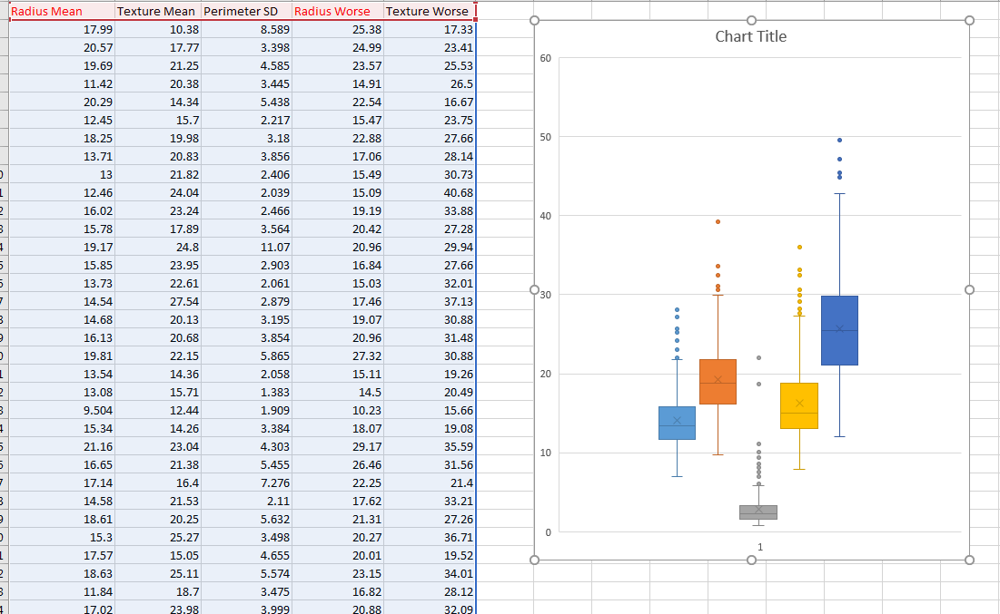 Radius Mean Texture Mean Perimeter SD Radius Worse Texture Worse
17.99 10.38 8.589 25.38 17.33
20.57 17.77 3.398 24.99 23.41
19.69 21.25 4.585 23.57 25.53
11.42 20.38 3.445 14.91 26.5
20.29 14.34 5.438 22.54 16.67
12.45 15.7 2.217 15.47 23.75
18.25 19.98 3.18 22.88 27.66
13.71 20.83 3.856 17.06 28.14
13 21.82 2.406 15.49 30.73
12.46 24.04 2.039 15.09 40.68
16.02 23.24 2.466 19.19 33.88
15.78 17.89 3.564 20.42 27.28
19.17 24.8 11.07 20.96 29.94
15.85 23.95 2.903 16.84 27.66
13.73 22.61 2.061 15.03 32.01
14.54 27.54 2.879 17.46 37.13
14.68 20.13 3.195 19.07 30.88
16.13 20.68 3.854 20.96 31.48
19.81 22.15 5.865 27.32 30.88
13.54 14.36 2.058 15.11 19.26
13.08 15.71 1.383 14.5 20.49
9.504 12.44 1.909 10.23 15.66
15.34 14.26 3.384 18.07 19.08
21.16 23.04 4.303 29.17 35.59
16.65 21.38 5.455 26.46 31.56
17.14 16.4 7.276 22.25 21.4
14.58 21.53 2.11 17.62 33.21
18.61 20.25 5.632 21.31 27.26
15.3 25.27 3.498 20.27 36.71
17.57 15.05 4.655 20.01 19.52
18.63 25.11 5.574 23.15 34.01
11.84 18.7 3.475 16.82 28.12
17.02 23.98 3.999 20.88 32.09
Chart Title
60
50
40
30
20
10
0
1